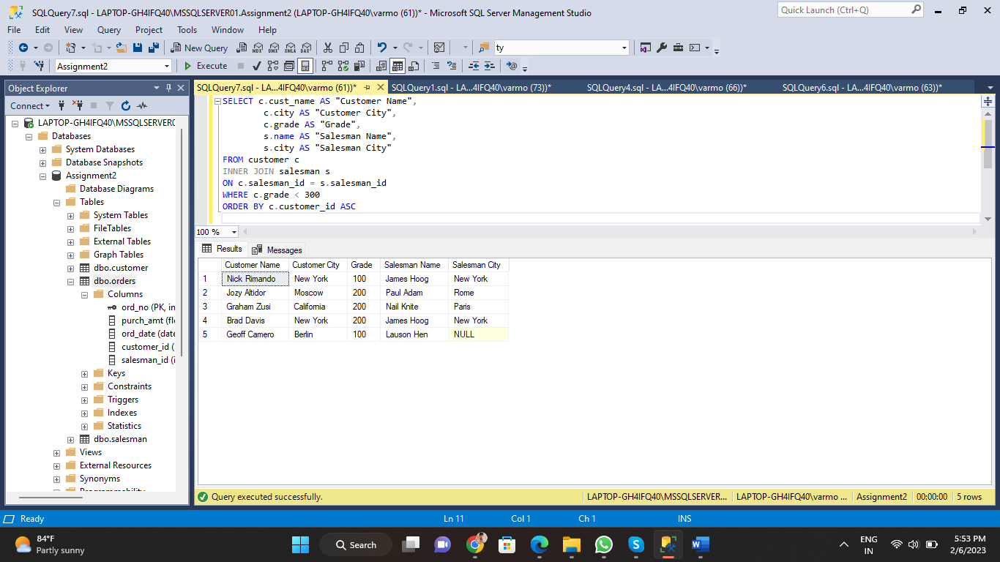 SQLQuery7.sql - LAPTOP-GH4IFQ40\MSSQLSERVER01.Assignment2 (LAPTOP-GH4IFQ40\varmo (61))* - Microsoft SQL Server Management Studio
Quick Launch (Ctrl+Q)
File Edit View Query Project Tools Window Help
New Query MDX DMX XMLA DAX ty
Assignment2 Execute
Object Explorer
SQLQuery7.sql - LA...4IFQ40\varmo (61))* SQLQuery1.sql - LA...4IFQ40\varmo (73))* SQLQuery4.sql - LA...4IFQ40\varmo (66))* SQLQuery6.sql - LA...4IFQ40\varmo (63))*
Connect
LAPTOP-GH4IFQ40\MSSQLSERVER0
Databases
System Databases
Database Snapshots
Assignment2
Database Diagrams
Tables
System Tables
FileTables
External Tables
Graph Tables
dbo.customer
dbo.orders
Columns
ord_no (PK, in
purch_amt (flo
ord_date (date
customer_id (
salesman_id (i
Keys
Constraints
Triggers
Indexes
Statistics
dbo.salesman
Views
External Resources
Synonyms
Programmability
SELECT c.cust_name AS "Customer Name",
c.city AS "Customer City",
c.grade AS "Grade",
s.name AS "Salesman Name",
s.city AS "Salesman City"
FROM customer c
INNER JOIN salesman s
ON c.salesman_id = s.salesman_id
WHERE c.grade < 300
ORDER BY c.customer_id ASC
100 %
Results Messages
Customer Name Customer City Grade Salesman Name Salesman City
1 Nick Rimando New York 100 James Hoog New York
2 Jozy Altidor Moscow 200 Paul Adam Rome
3 Graham Zusi California 200 Nail Knite Paris
4 Brad Davis New York 200 James Hoog New York
5 Geoff Camero Berlin 100 Lauson Hen NULL
Query executed successfully. LAPTOP-GH4IFQ40\MSSQLSERVER... LAPTOP-GH4IFQ40\varmo ... Assignment2 00:00:00 5 rows
Ready Ln 11 Col 1 Ch 1 INS
84°F
Partly sunny
Search
ENG
IN
5:53 PM
2/6/2023